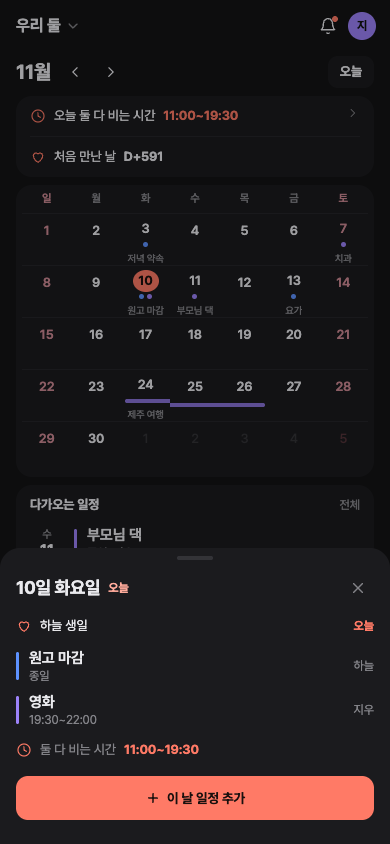 우리 둘
지
11월
오늘
오늘 둘 다 비는 시간 11:00~19:30
처음 만난 날 D+591
일 월 화 수 목 금 토
1 2 3 4 5 6 7
저녁 약속 치과
8 9 10 11 12 13 14
원고 마감 부모님 댁 요가
15 16 17 18 19 20 21
22 23 24 25 26 27 28
제주 여행
29 30 1 2 3 4 5
다가오는 일정 전체
수 부모님 댁
10일 화요일 오늘
하늘 생일 오늘
원고 마감 하늘
종일
영화 지우
19:30~22:00
둘 다 비는 시간 11:00~19:30
+ 이 날 일정 추가